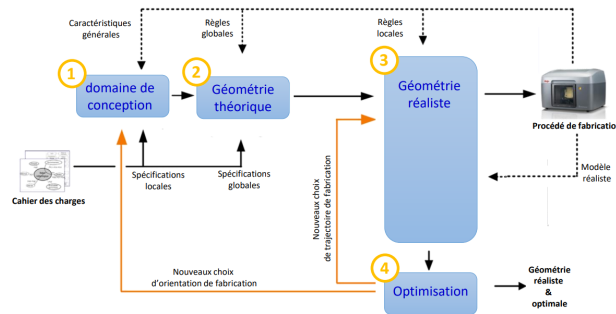 Caractéristiques
générales
Règles
globales
Règles
locales
1
domaine de
conception
2
Géométrie
théorique
3
Géométrie
réaliste
Procédé de fabricatio
Modèle
réaliste
Cahier des charges
Spécifications
locales
Spécifications
globales
Nouveaux choix
de trajectoire de fabrication
Nouveaux choix
d'orientation de fabrication
4
Optimisation
Géométrie
réaliste
&
optimale